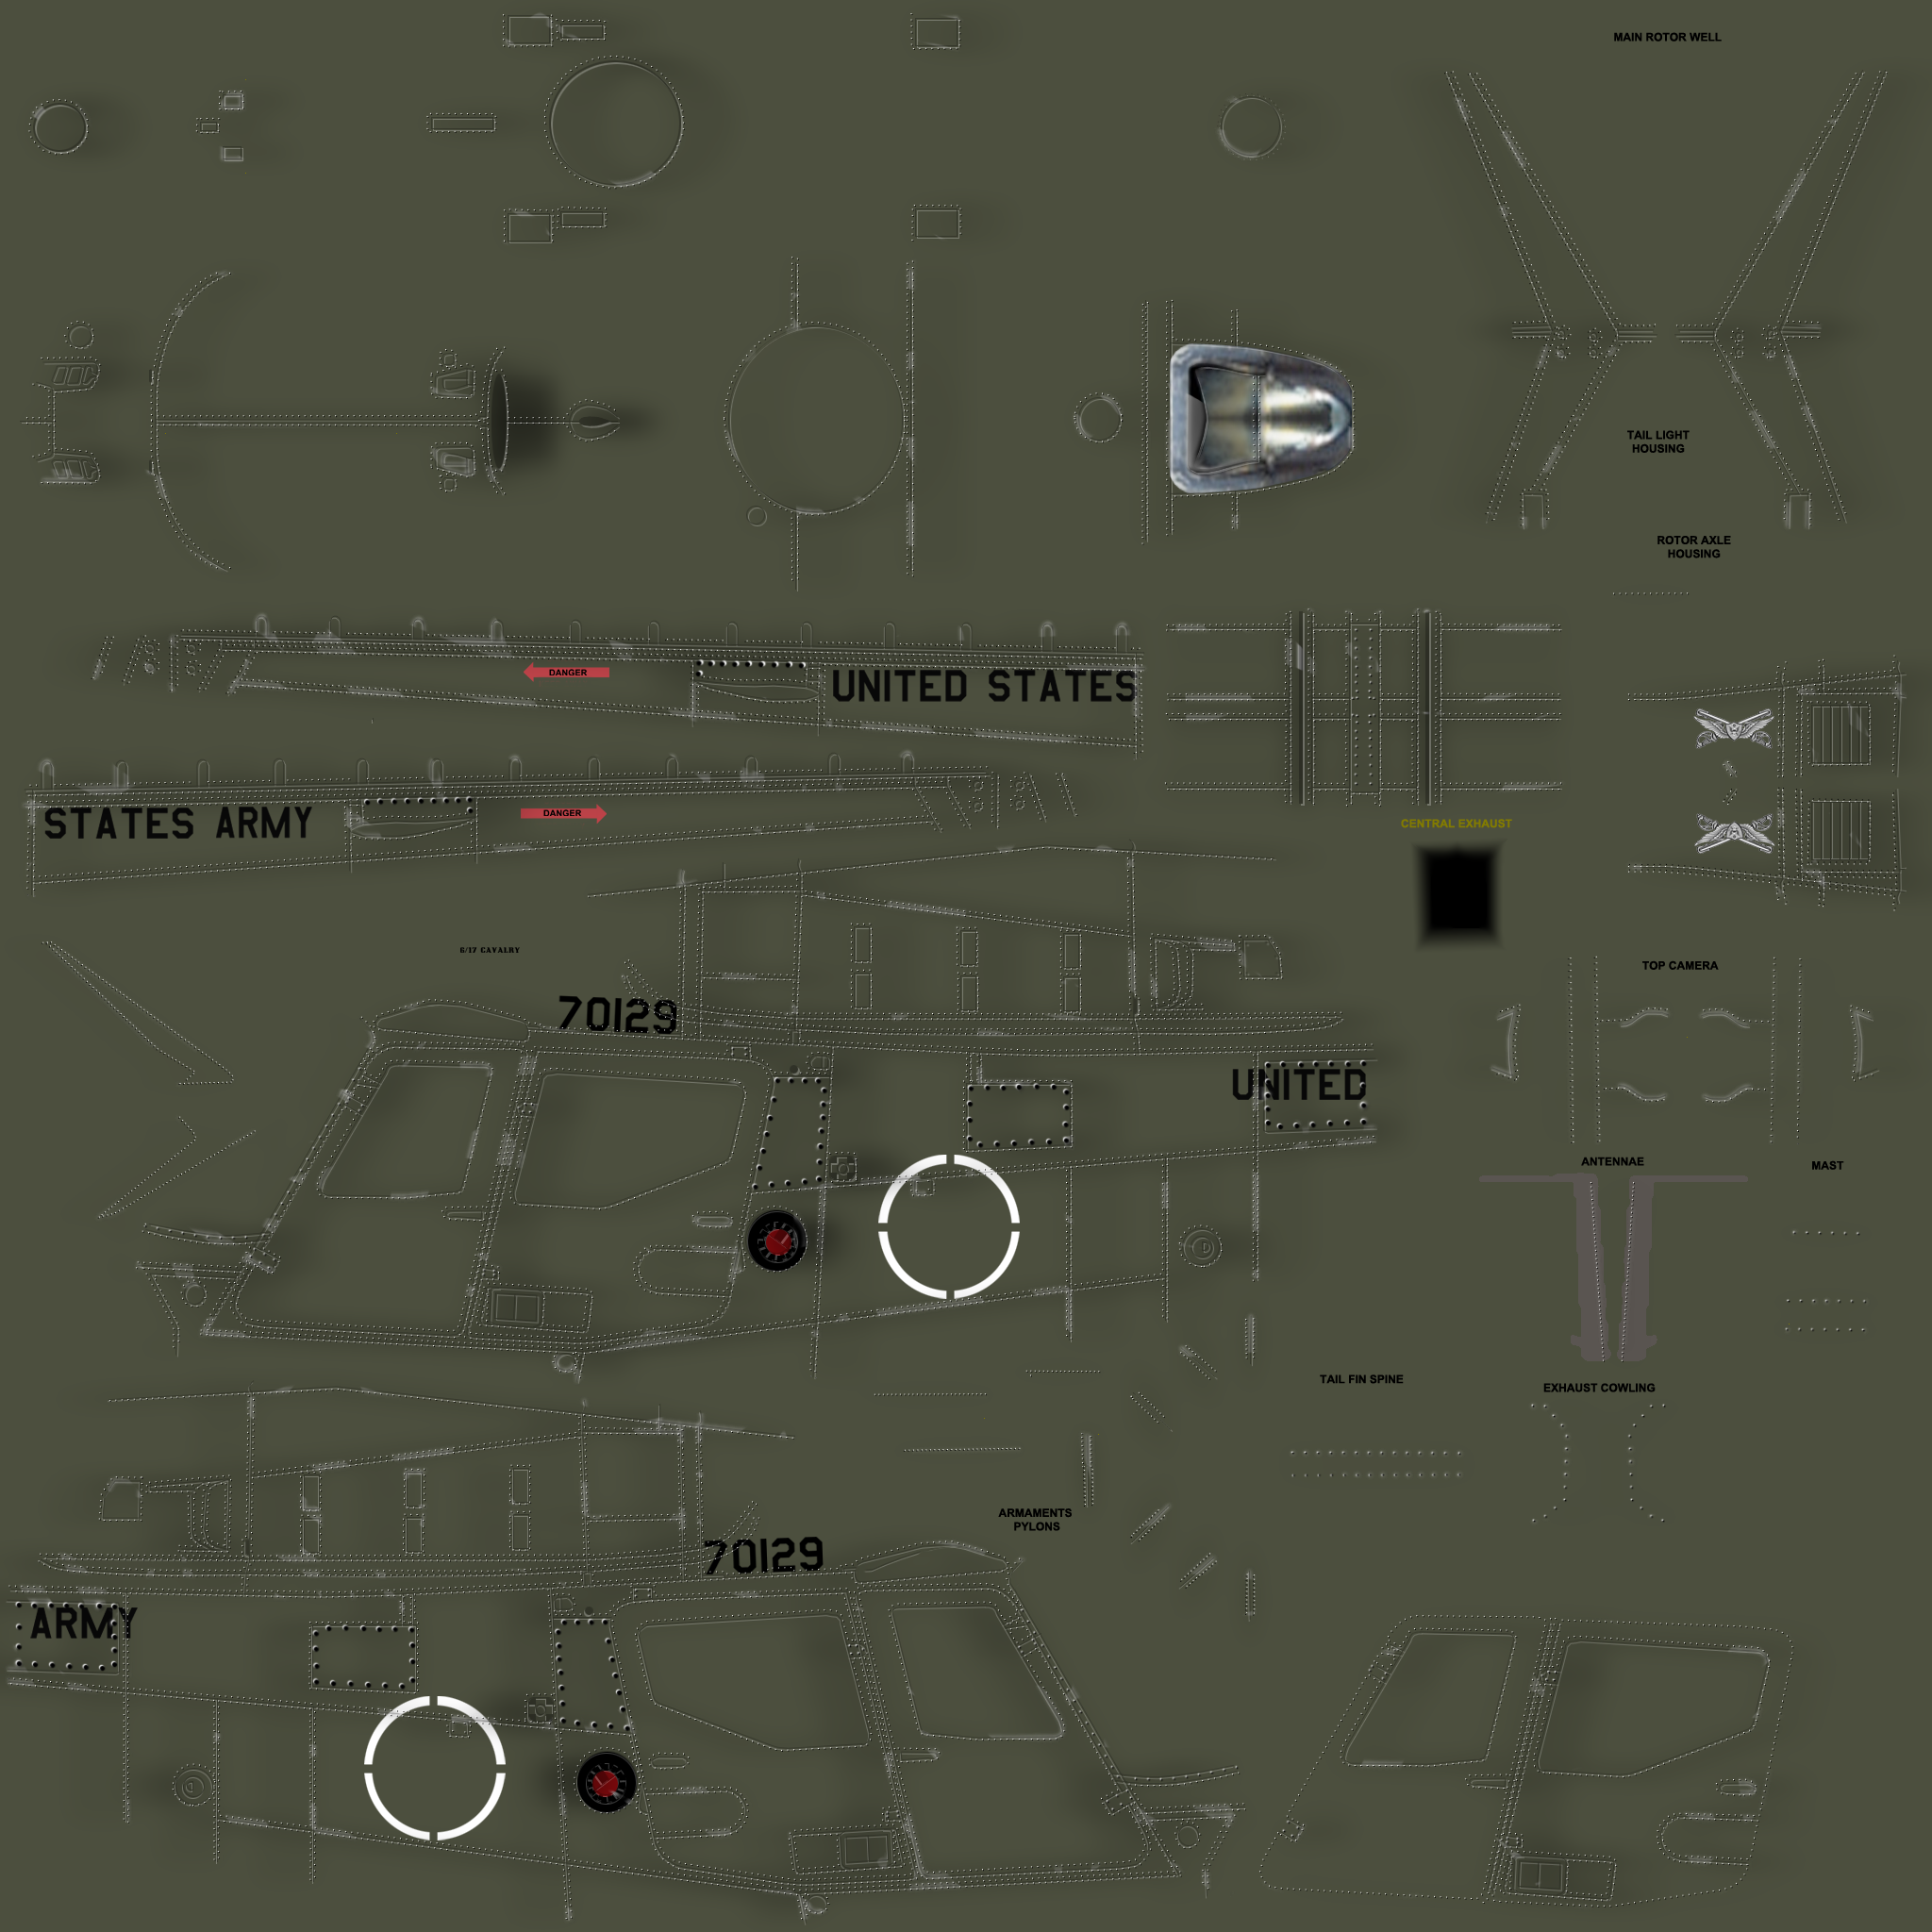 MAIN ROTOR WELL
TAIL LIGHT
HOUSING
ROTOR AXLE
HOUSING
DANGER
UNITED STATES
STATES ARMY
DANGER
CENTRAL EXHAUST
6/17 CAVALRY
TOP CAMERA
70129
UNITED
ANTENNAE
MAST
TAIL FIN SPINE
EXHAUST COWLING
ARMAMENTS
PYLONS
70129
ARMY